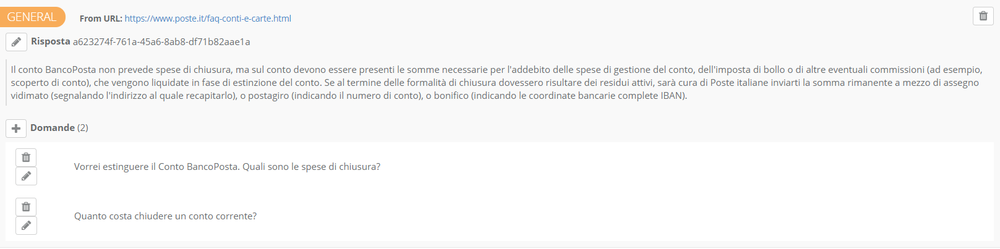 GENERAL From URL: https://www.poste.it/faq-conti-e-carte.html
Risposta a623274f-761a-45a6-8ab8-df71b82aae1a
Il conto BancoPosta non prevede spese di chiusura, ma sul conto devono essere presenti le somme necessarie per l'addebito delle spese di gestione del conto, dell'imposta di bollo o di altre eventuali commissioni (ad esempio,
scoperto di conto), che vengono liquidate in fase di estinzione del conto. Se al termine delle formalità di chiusura dovessero risultare dei residui attivi, sarà cura di Poste italiane inviarti la somma rimanente a mezzo di assegno
vidimato (segnalando l'indirizzo al quale recapitarlo), o postagiro (indicando il numero di conto), o bonifico (indicando le coordinate bancarie complete IBAN).
Domande (2)
Vorrei estinguere il Conto BancoPosta. Quali sono le spese di chiusura?
Quanto costa chiudere un conto corrente?